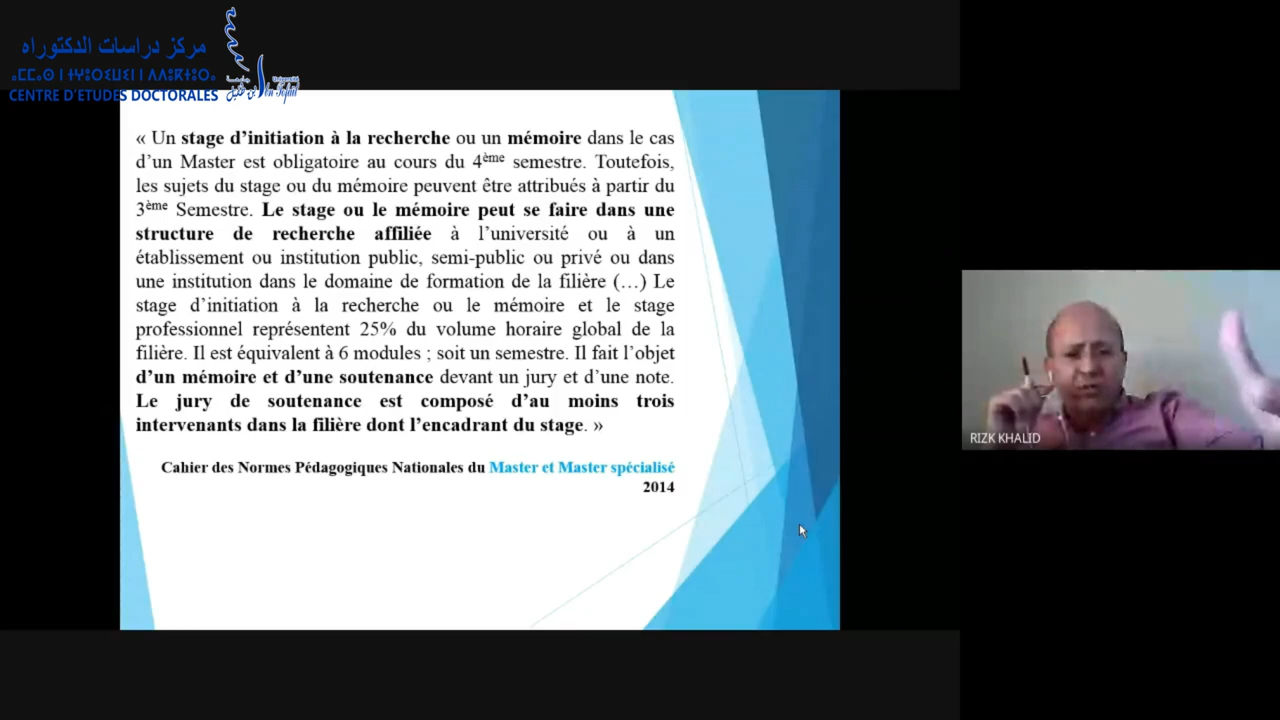 مركز دراسات الدكتوراه
CENTRE D'ETUDES DOCTORALES
Université
Ibn Tofail
« Un stage d'initiation à la recherche ou un mémoire dans le cas
d'un Master est obligatoire au cours du 4ème semestre. Toutefois,
les sujets du stage ou du mémoire peuvent être attribués à partir du
3ème Semestre. Le stage ou le mémoire peut se faire dans une
structure de recherche affiliée à l'université ou à un
établissement ou institution public, semi-public ou privé ou dans
une institution dans le domaine de formation de la filière (…) Le
stage d'initiation à la recherche ou le mémoire et le stage
professionnel représentent 25% du volume horaire global de la
filière. Il est équivalent à 6 modules ; soit un semestre. Il fait l'objet
d'un mémoire et d'une soutenance devant un jury et d'une note.
Le jury de soutenance est composé d'au moins trois
intervenants dans la filière dont l'encadrant du stage. »
Cahier des Normes Pédagogiques Nationales du Master et Master spécialisé
2014
RIZK KHALID